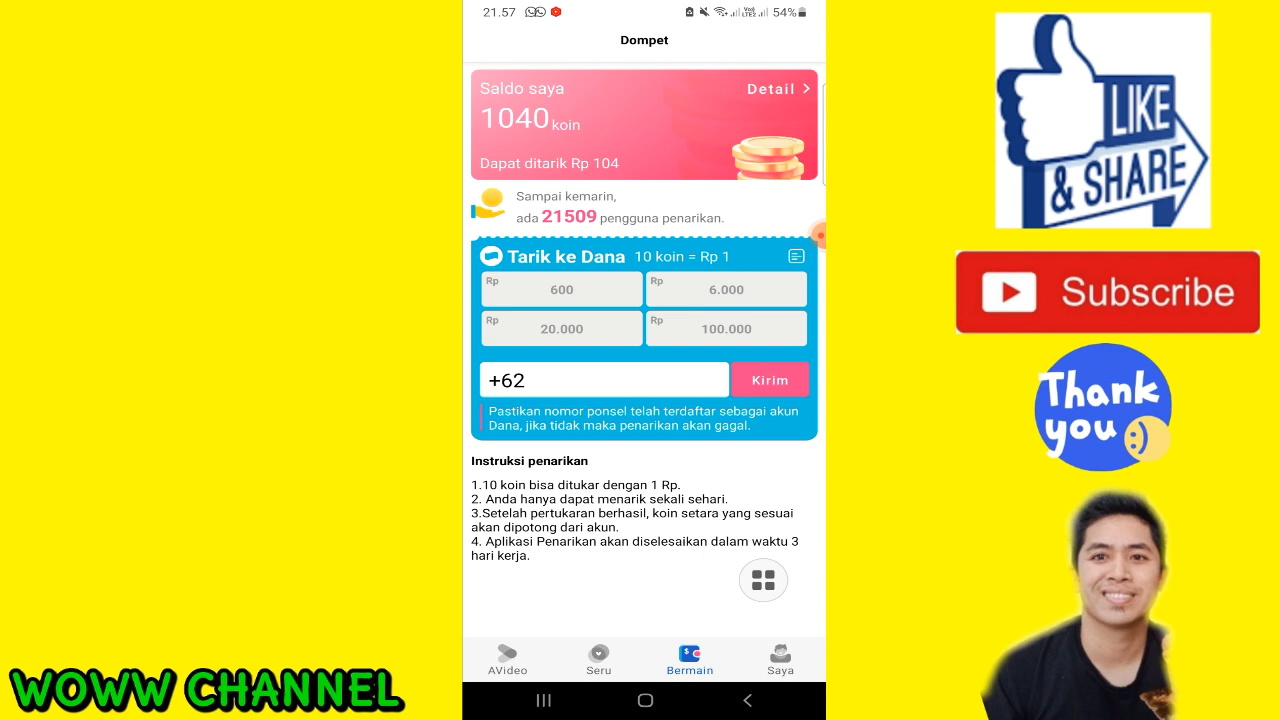 21.57
54%
Dompet
Saldo saya
Detail >
1040 koin
Dapat ditarik Rp 104
Sampai kemarin,
ada 21509 pengguna penarikan.
Tarik ke Dana 10 koin = Rp 1
Rp 600
Rp 6.000
Rp 20.000
Rp 100.000
+62
Kirim
Pastikan nomor ponsel telah terdaftar sebagai akun
Dana, jika tidak maka penarikan akan gagal.
Instruksi penarikan
1.10 koin bisa ditukar dengan 1 Rp.
2. Anda hanya dapat menarik sekali sehari.
3.Setelah pertukaran berhasil, koin setara yang sesuai
akan dipotong dari akun.
4. Aplikasi Penarikan akan diselesaikan dalam waktu 3
hari kerja.
AVideo
Seru
Bermain
Saya
LIKE
& SHARE
Subscribe
Thank
you
WOWW CHANNEL